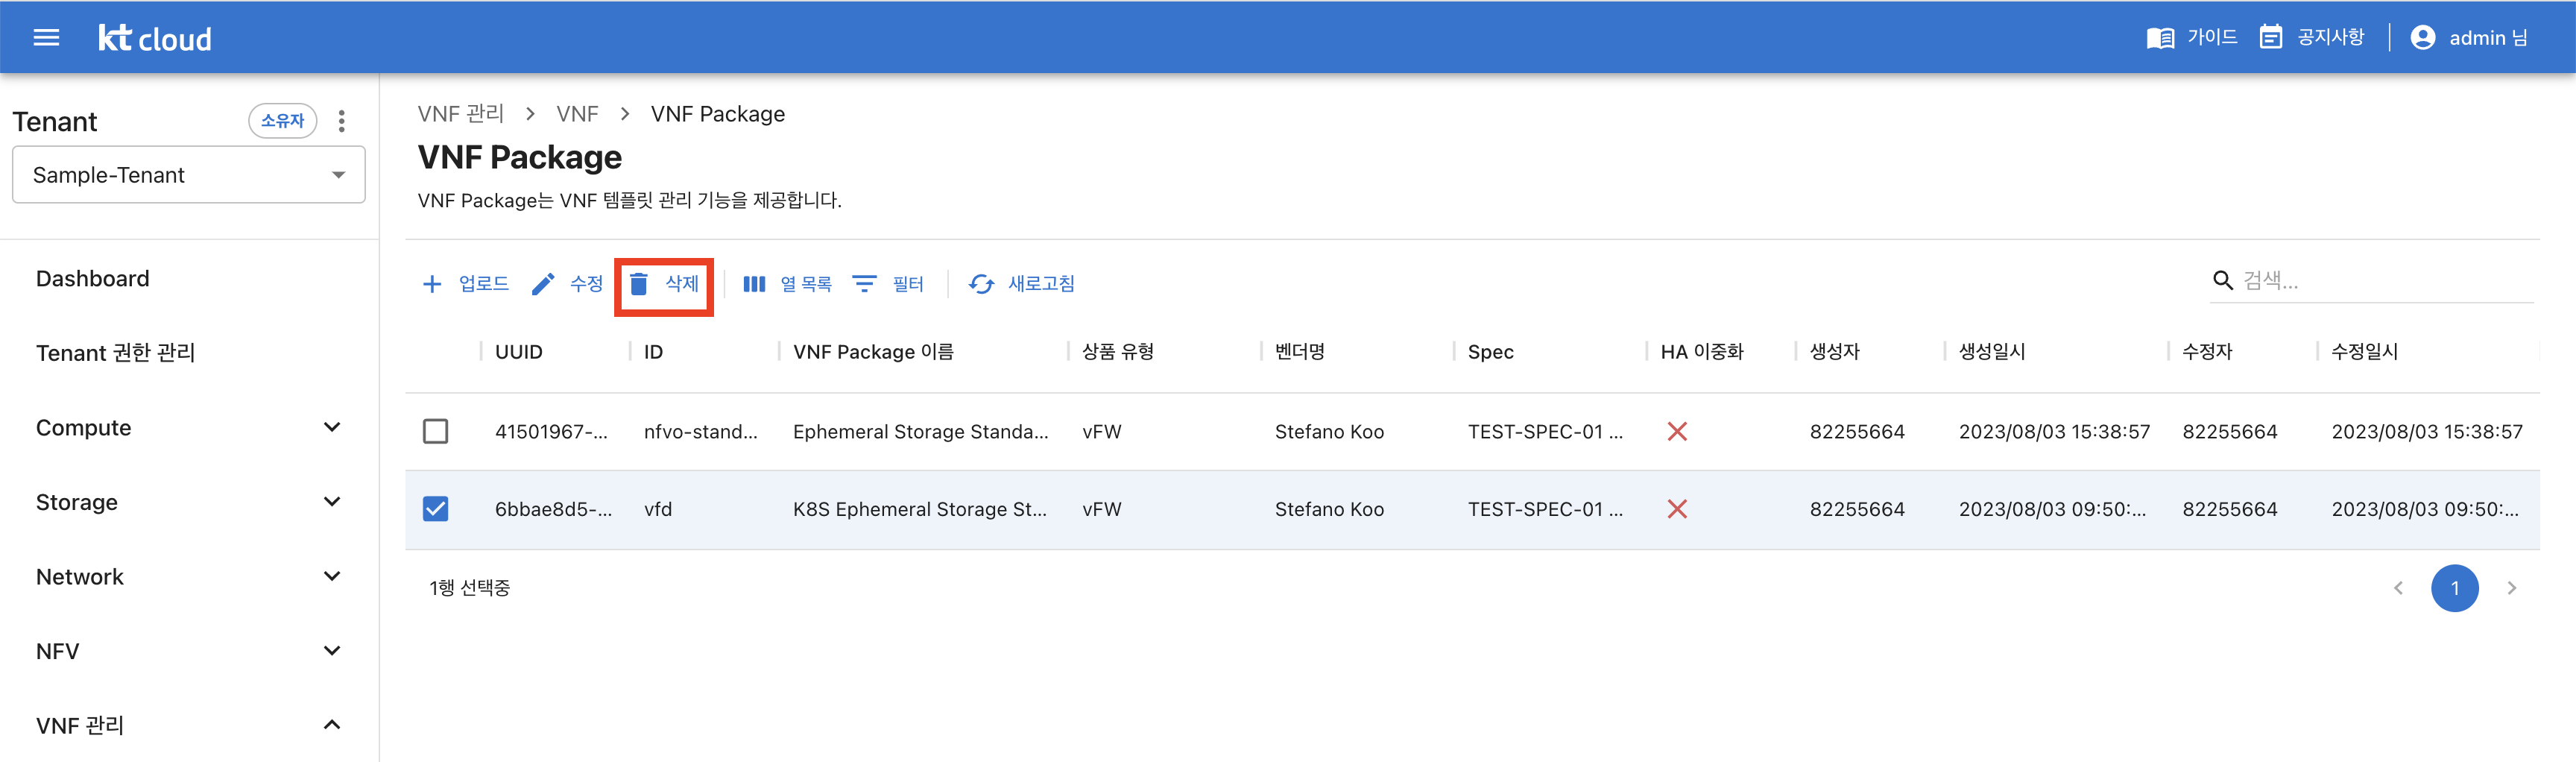 kt cloud
가이드
공지사항
admin 님
Tenant
소유자
Sample-Tenant
Dashboard
Tenant 권한 관리
Compute
Storage
Network
NFV
VNF 관리
VNF 관리 > VNF > VNF Package
VNF Package
VNF Package는 VNF 템플릿 관리 기능을 제공합니다.
+ 업로드 수정 삭제 열 목록 필터 새로고침
검색...
UUID ID VNF Package 이름 상품 유형 벤더명 Spec HA 이중화 생성자 생성일시 수정자 수정일시
41501967-... nfvo-stand... Ephemeral Storage Standa... vFW Stefano Koo TEST-SPEC-01 ... 82255664 2023/08/03 15:38:57 82255664 2023/08/03 15:38:57
6bbae8d5-... vfd K8S Ephemeral Storage St... vFW Stefano Koo TEST-SPEC-01 ... 82255664 2023/08/03 09:50:... 82255664 2023/08/03 09:50:...
1행 선택중
1